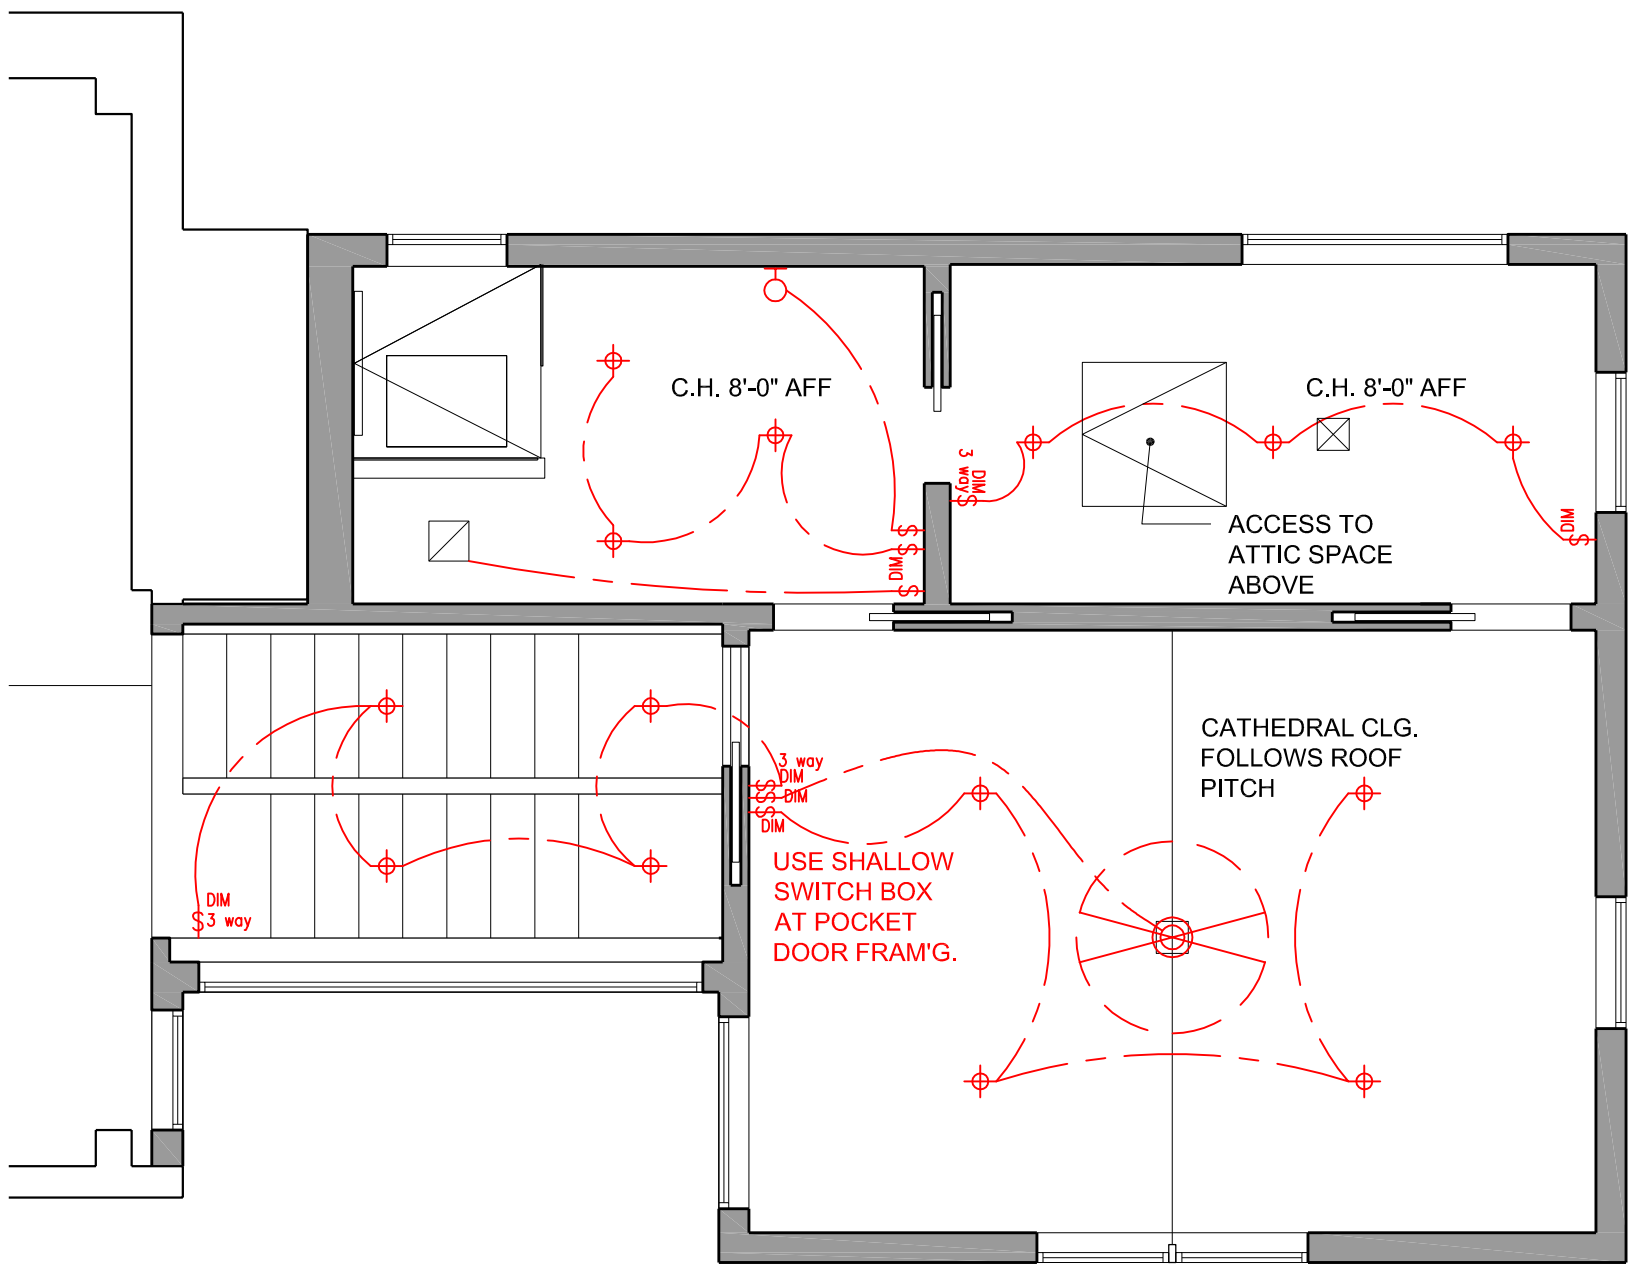 C.H. 8'-0" AFF
C.H. 8'-0" AFF
3 way
DIM
S
S
S
DIM
S
DIM
S
ACCESS TO
ATTIC SPACE
ABOVE
CATHEDRAL CLG.
FOLLOWS ROOF
PITCH
3 way
DIM
S
S
DIM
S
DIM
USE SHALLOW
SWITCH BOX
AT POCKET
DOOR FRAM'G.
DIM
S 3 way